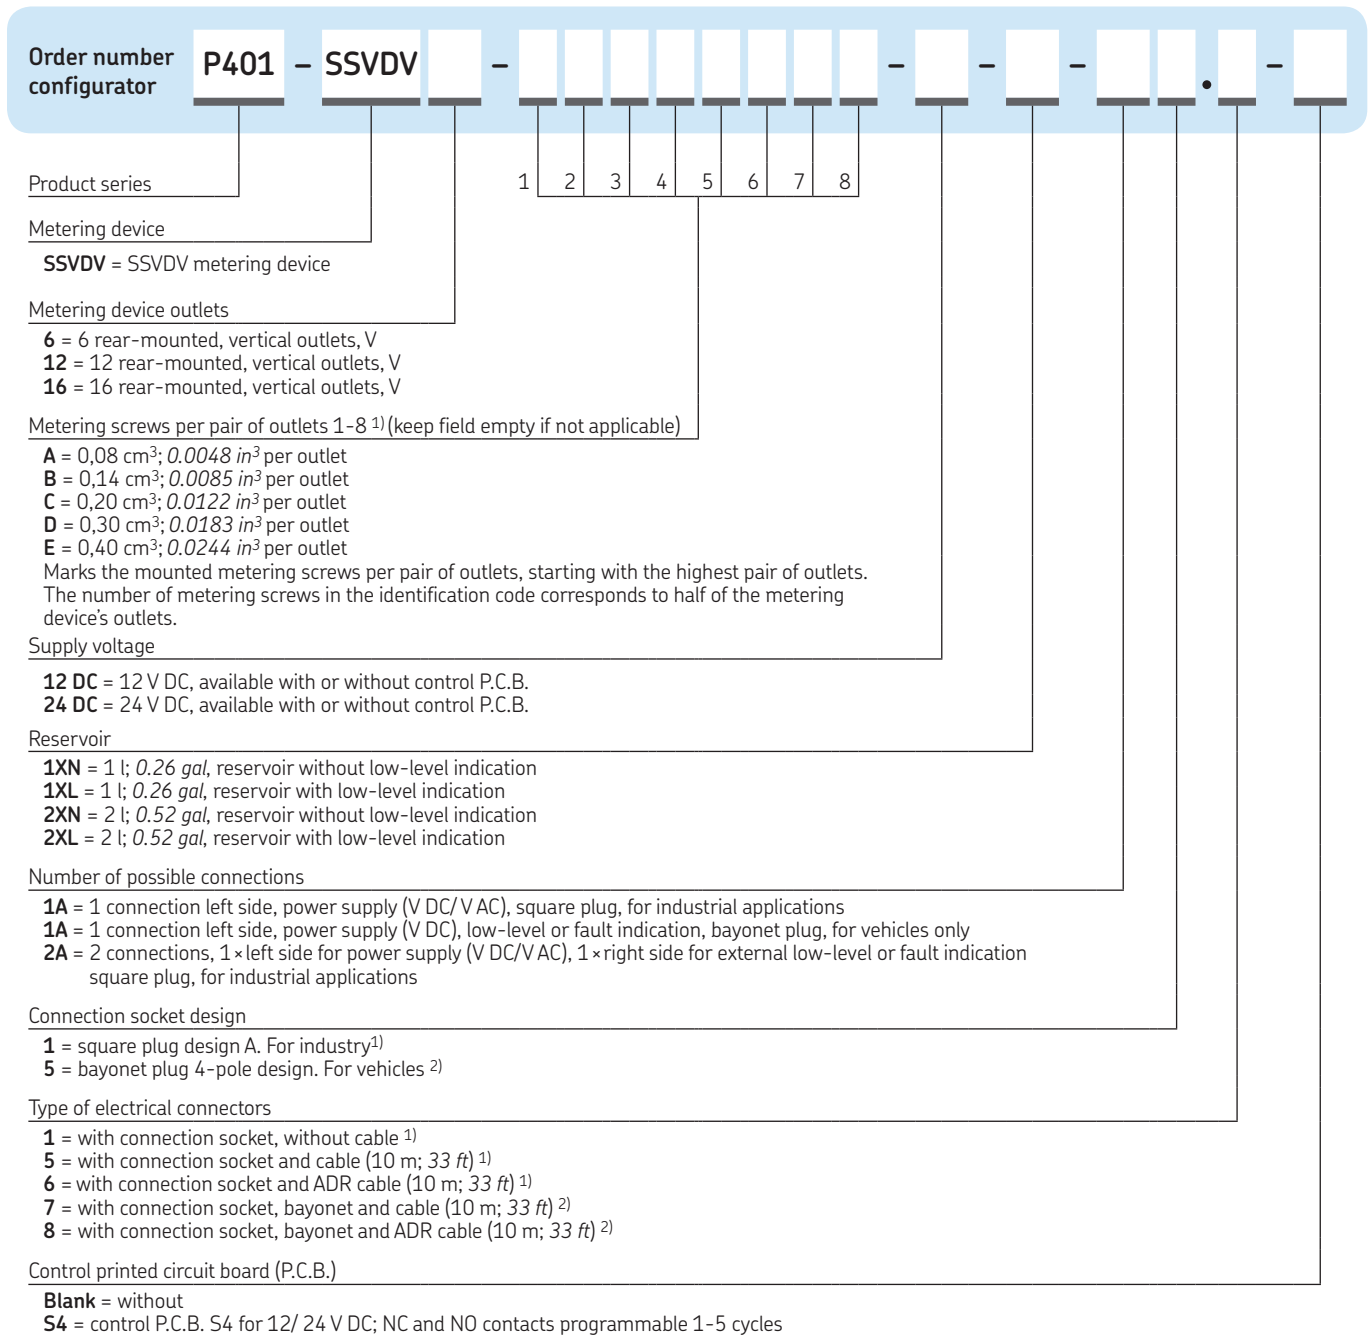 Order number
configurator
P401 – SSVDV – – – – . –
Product series
1 2 3 4 5 6 7 8
Metering device
SSVDV = SSVDV metering device
Metering device outlets
6 = 6 rear-mounted, vertical outlets, V
12 = 12 rear-mounted, vertical outlets, V
16 = 16 rear-mounted, vertical outlets, V
Metering screws per pair of outlets 1-8 1) (keep field empty if not applicable)
A = 0,08 cm³; 0.0048 in³ per outlet
B = 0,14 cm³; 0.0085 in³ per outlet
C = 0,20 cm³; 0.0122 in³ per outlet
D = 0,30 cm³; 0.0183 in³ per outlet
E = 0,40 cm³; 0.0244 in³ per outlet
Marks the mounted metering screws per pair of outlets, starting with the highest pair of outlets.
The number of metering screws in the identification code corresponds to half of the metering
device's outlets.
Supply voltage
12 DC = 12 V DC, available with or without control P.C.B.
24 DC = 24 V DC, available with or without control P.C.B.
Reservoir
1XN = 1 l; 0.26 gal, reservoir without low-level indication
1XL = 1 l; 0.26 gal, reservoir with low-level indication
2XN = 2 l; 0.52 gal, reservoir without low-level indication
2XL = 2 l; 0.52 gal, reservoir with low-level indication
Number of possible connections
1A = 1 connection left side, power supply (V DC/ V AC), square plug, for industrial applications
1A = 1 connection left side, power supply (V DC), low-level or fault indication, bayonet plug, for vehicles only
2A = 2 connections, 1 × left side for power supply (V DC/V AC), 1 × right side for external low-level or fault indication
square plug, for industrial applications
Connection socket design
1 = square plug design A. For industry 1)
5 = bayonet plug 4-pole design. For vehicles 2)
Type of electrical connectors
1 = with connection socket, without cable 1)
5 = with connection socket and cable (10 m; 33 ft) 1)
6 = with connection socket and ADR cable (10 m; 33 ft) 1)
7 = with connection socket, bayonet and cable (10 m; 33 ft) 2)
8 = with connection socket, bayonet and ADR cable (10 m; 33 ft) 2)
Control printed circuit board (P.C.B.)
Blank = without
S4 = control P.C.B. S4 for 12/ 24 V DC; NC and NO contacts programmable 1-5 cycles